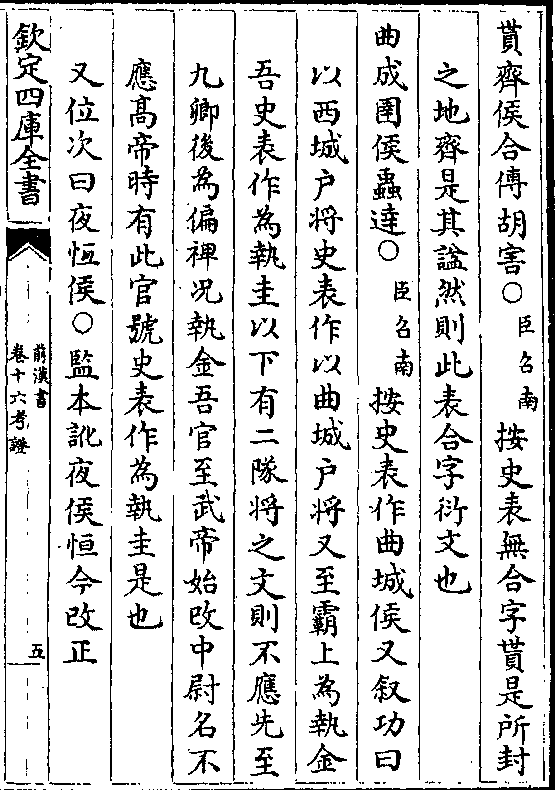 貰齊侯合傅胡害○臣召南按史表無合字貰是所封
之地齊是其諡然則此表合字衍文也
曲成圉侯蟲達○臣召南按史表作曲城侯又叙功曰
以西城户将史表作以曲城户将又至霸上為執金
吾史表作為執圭以下有二隊将之文則不應先至
九卿後為偏裨况執金吾官至武帝始改中尉名不
應髙帝時有此官號史表作為執圭是也
又位次曰夜恆侯○監本訛夜侯恒今改正
欽定四庫全書
前漢書
卷十六考證
五